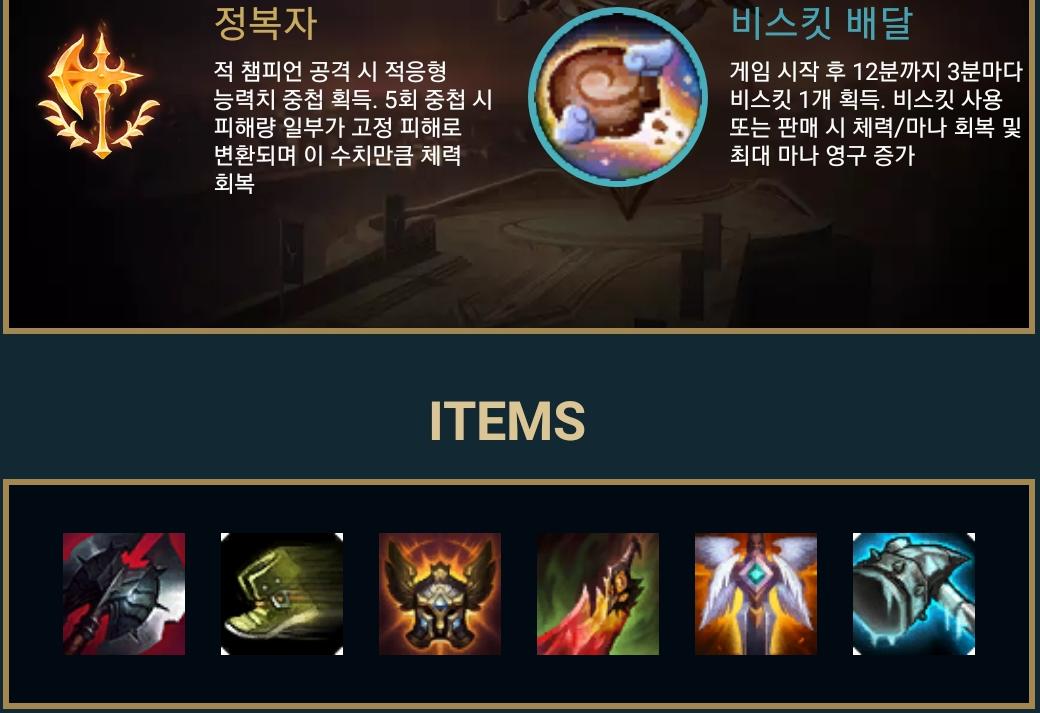 정복자
적 챔피언 공격 시 적응형
능력치 중첩 획득. 5회 중첩 시
피해량 일부가 고정 피해로
변환되며 이 수치만큼 체력
회복
비스킷 배달
게임 시작 후 12분까지 3분마다
비스킷 1개 획득. 비스킷 사용
또는 판매 시 체력/마나 회복 및
최대 마나 영구 증가
ITEMS